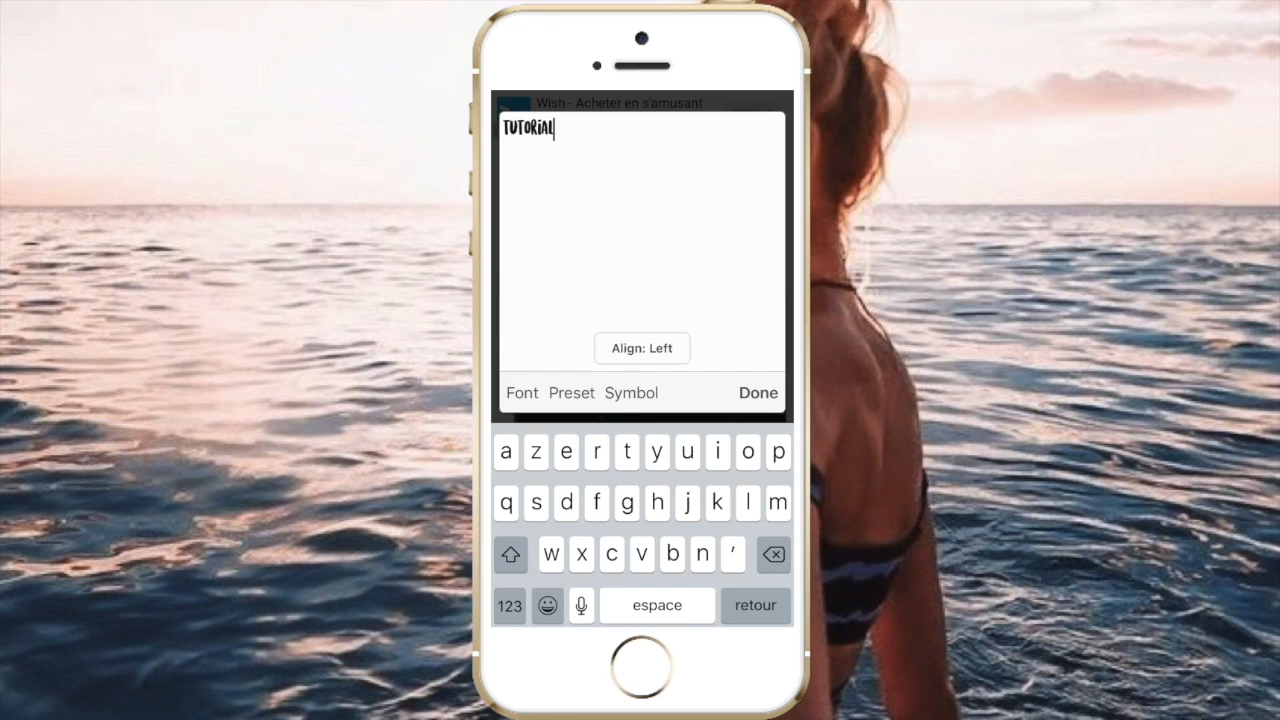 Wish - Acheter en s'amusant
TUTORiAL
Align: Left
Font Preset Symbol Done
a z e r t y u i o p
q s d f g h j k l m
w x c v b n '
123 espace retour